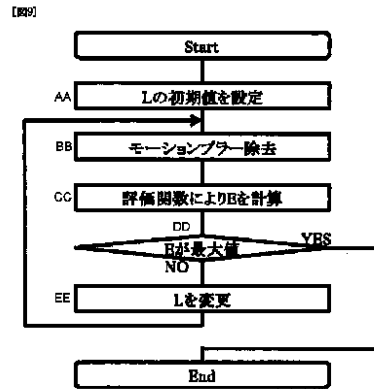 [図9]
Start
AA Lの初期値を設定
BB モーションブラー除去
CC 評価関数によりEを計算
DD
Eが最大値 YES
NO
EE Lを変更
End